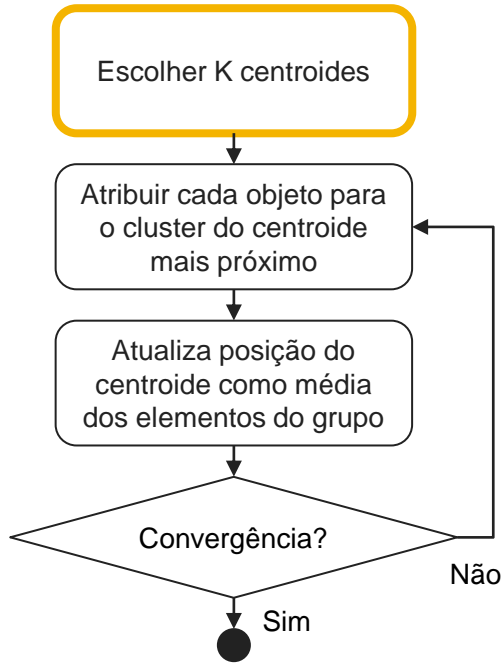 Escolher K centroides
Atribuir cada objeto para
o cluster do centroide
mais próximo
Atualiza posição do
centroide como média
dos elementos do grupo
Convergência?
Não
Sim